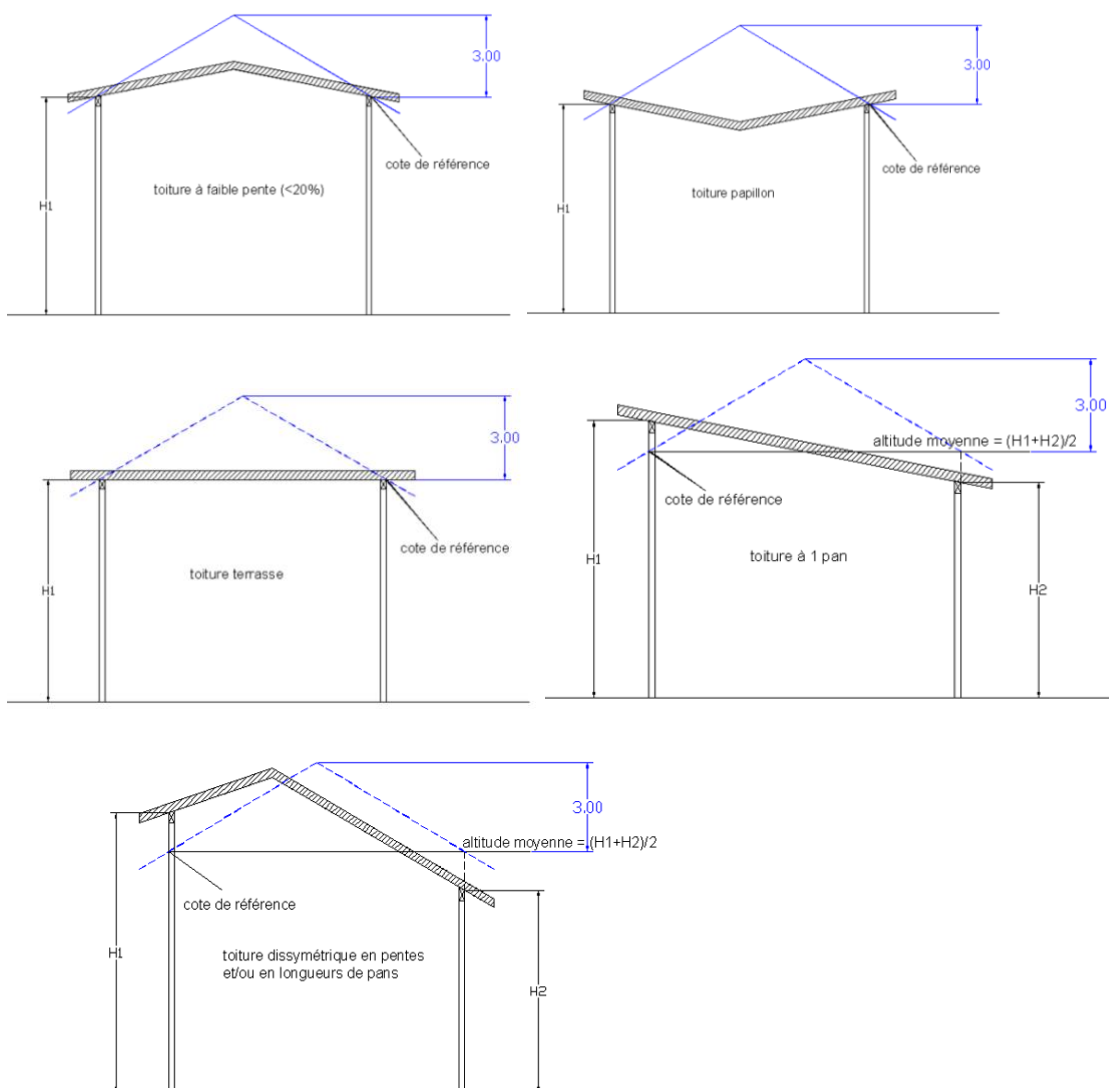 3.00
cote de référence
toiture à faible pente (<20%)
H1
3.00
cote de référence
toiture papillon
H1
3.00
cote de référence
toiture terrasse
H1
3.00
altitude moyenne = (H1+H2)/2
cote de référence
toiture à 1 pan
H1
H2
3.00
altitude moyenne = (H1+H2)/2
cote de référence
toiture dissymétrique en pentes
et/ou en longueurs de pans
H1
H2